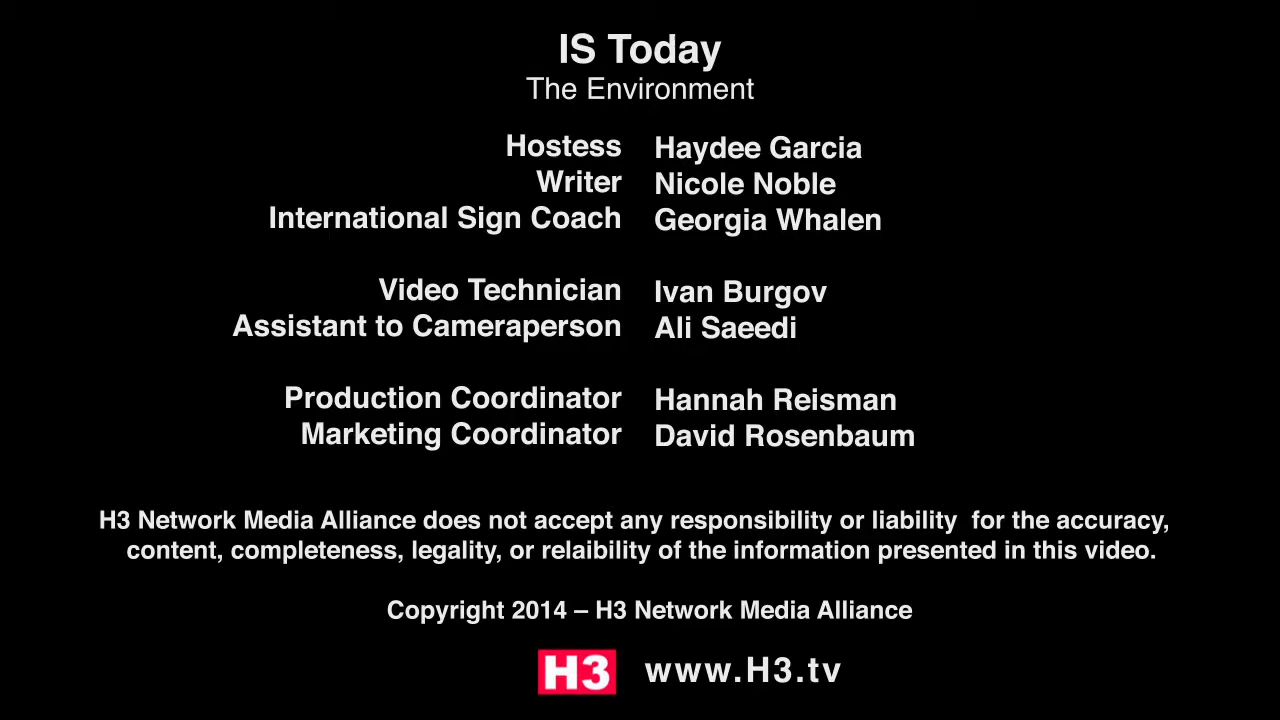 IS Today
The Environment
Hostess Haydee Garcia
Writer Nicole Noble
International Sign Coach Georgia Whalen
Video Technician Ivan Burgov
Assistant to Cameraperson Ali Saeedi
Production Coordinator Hannah Reisman
Marketing Coordinator David Rosenbaum
H3 Network Media Alliance does not accept any responsibility or liability  for the accuracy,
content, completeness, legality, or relaibility of the information presented in this video.
Copyright 2014 – H3 Network Media Alliance
H3 www.H3.tv